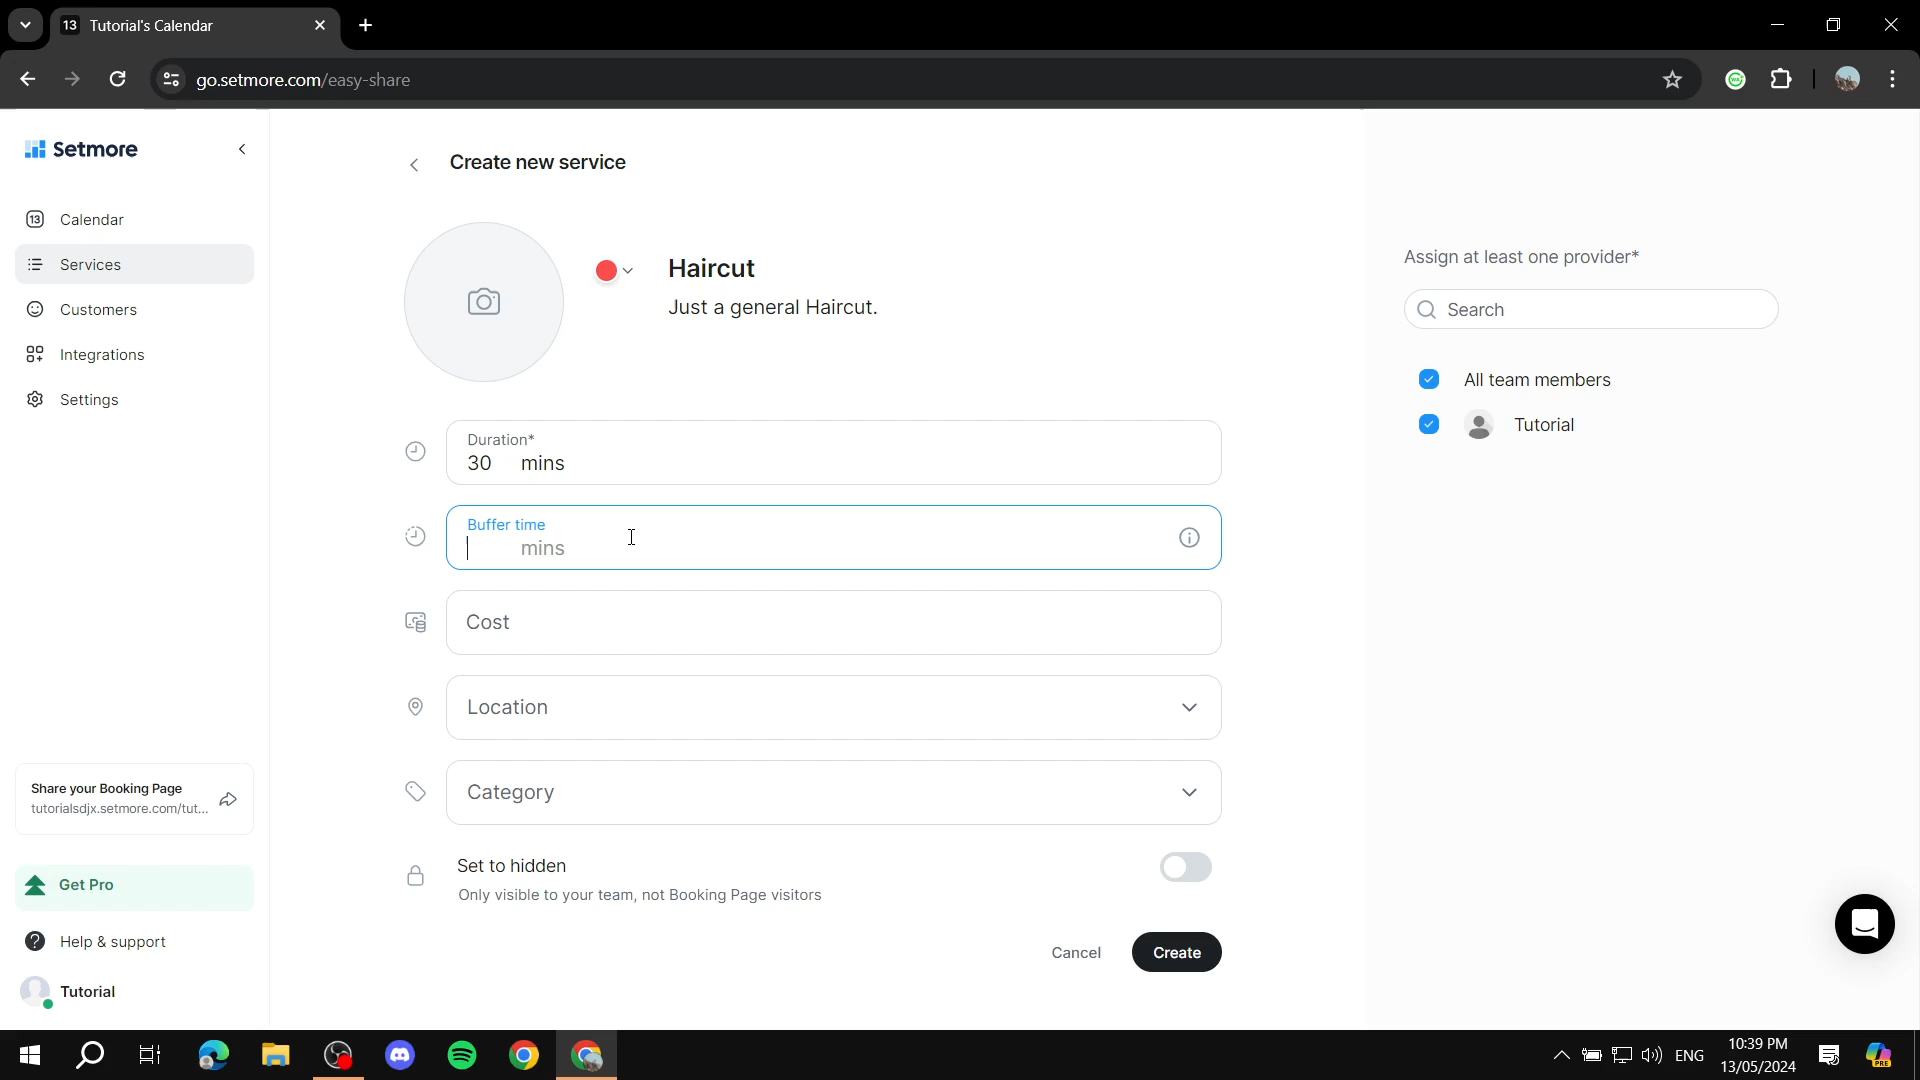 13 Tutorial's Calendar
go.setmore.com/easy-share
Setmore
13 Calendar
Services
Customers
Integrations
Settings
Share your Booking Page
tutorialsdjx.setmore.com/tut...
Get Pro
Help & support
Tutorial
Create new service
Haircut
Just a general Haircut.
Duration*
30 mins
Buffer time
mins
Cost
Location
Category
Set to hidden
Only visible to your team, not Booking Page visitors
Cancel
Create
Assign at least one provider*
Search
All team members
Tutorial
ENG
10:39 PM
13/05/2024
PRE